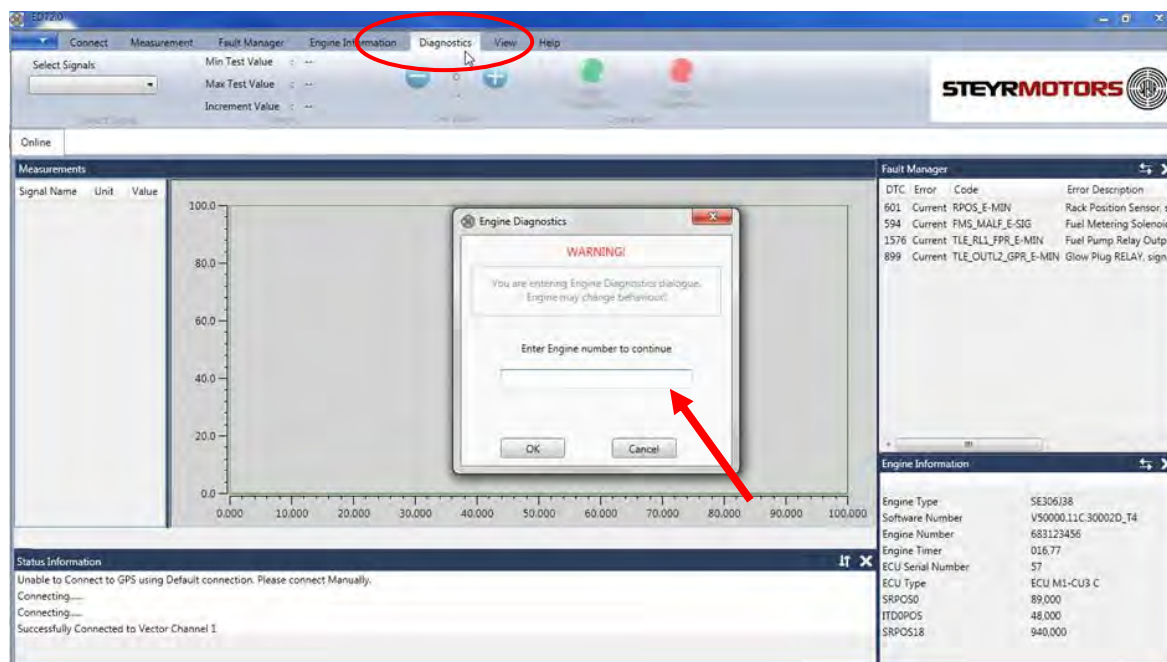 EDT2.0
Connect Measurement Fault Manager Engine Information Diagnostics View Help
Select Signals
Min Test Value : --
Max Test Value : --
Increment Value : --
0
STEYRMOTORS
Online
Measurements
Signal Name Unit Value
100.0
80.0
60.0
40.0
20.0
0.0
0.000 10.000 20.000 30.000 40.000 50.000 60.000 70.000 80.000 90.000 100.000
Engine Diagnostics
WARNING!
You are entering Engine Diagnostics dialogue.
Engine may change behaviour!
Enter Engine number to continue
OK Cancel
Fault Manager
DTC Error Code Error Description
601 Current RPOS_E-MIN Rack Position Sensor, s
594 Current FMS_MALF_E-SIG Fuel Metering Solenoid
1576 Current TLE_RL1_FPR_E-MIN Fuel Pump Relay Outp
899 Current TLE_OUTL2_GPR_E-MIN Glow Plug RELAY, sign
Engine Information
Engine Type SE306J38
Software Number V50000.11C.30002D_T4
Engine Number 683123456
Engine Timer 016,77
ECU Serial Number 57
ECU Type ECU M1-CU3 C
SRPOS0 89,000
ITD0POS 48,000
SRPOS18 940,000
Status Information
Unable to Connect to GPS using Default connection. Please connect Manually.
Connecting.....
Connecting.....
Successfully Connected to Vector Channel 1